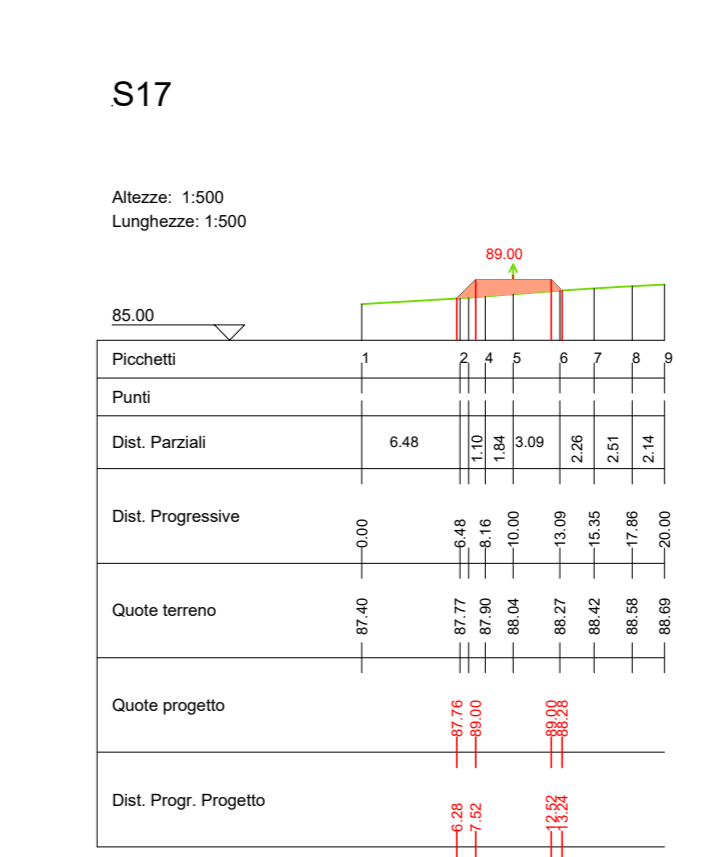 S17
Altezze: 1:500
Lunghezze: 1:500
89.00
85.00
Picchetti 1 2 4 5 6 7 8 9
Punti
Dist. Parziali 6.48 1.10 1.84 3.09 2.26 2.51 2.14
Dist. Progressive 0.00 6.48 8.16 10.00 13.09 15.35 17.86 20.00
Quote terreno 87.40 87.77 87.90 88.04 88.27 88.42 88.58 88.69
Quote progetto 87.76 89.00 89.00 88.28
Dist. Progr. Progetto 6.28 7.52 12.52 13.24